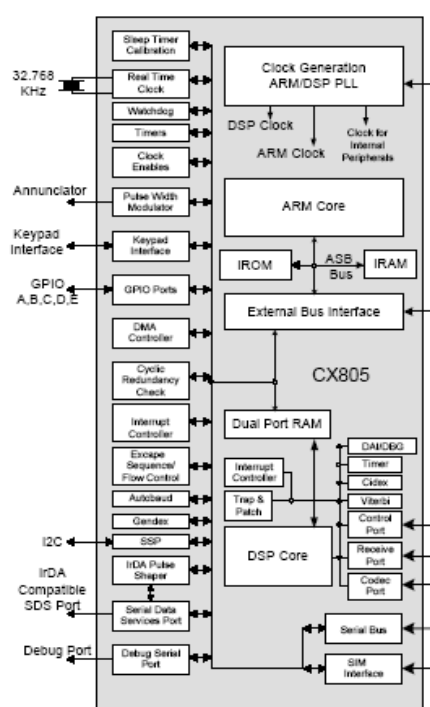 32.768
KHz
Annunciator
Keypad
Interface
GPIO
A,B,C,D,E
I2C
IrDA
Compatible
SDS Port
Debug Port
Sleep Timer
Calibration
Real Time
Clock
Watchdog
Timers
Clock
Enables
Pulse Width
Modulator
Keypad
Interface
GPIO Ports
DMA
Controller
Cyclic
Redundancy
Check
Interrupt
Controller
Excape
Sequence/
Flow Control
Autobaud
Gendex
SSP
IrDA Pulse
Shaper
Serial Data
Services Port
Debug Serial
Port
Clock Generation
ARM/DSP PLL
DSP Clock
ARM Clock
Clock for
Internal
Peripherals
ARM Core
IROM
ASB
Bus
IRAM
External Bus Interface
CX805
Dual Port RAM
Interrupt
Controller
Trap &
Patch
DSP Core
DAI/DBG
Timer
Cidex
Viterbi
Control
Port
Receive
Port
Codec
Port
Serial Bus
SIM
Interface